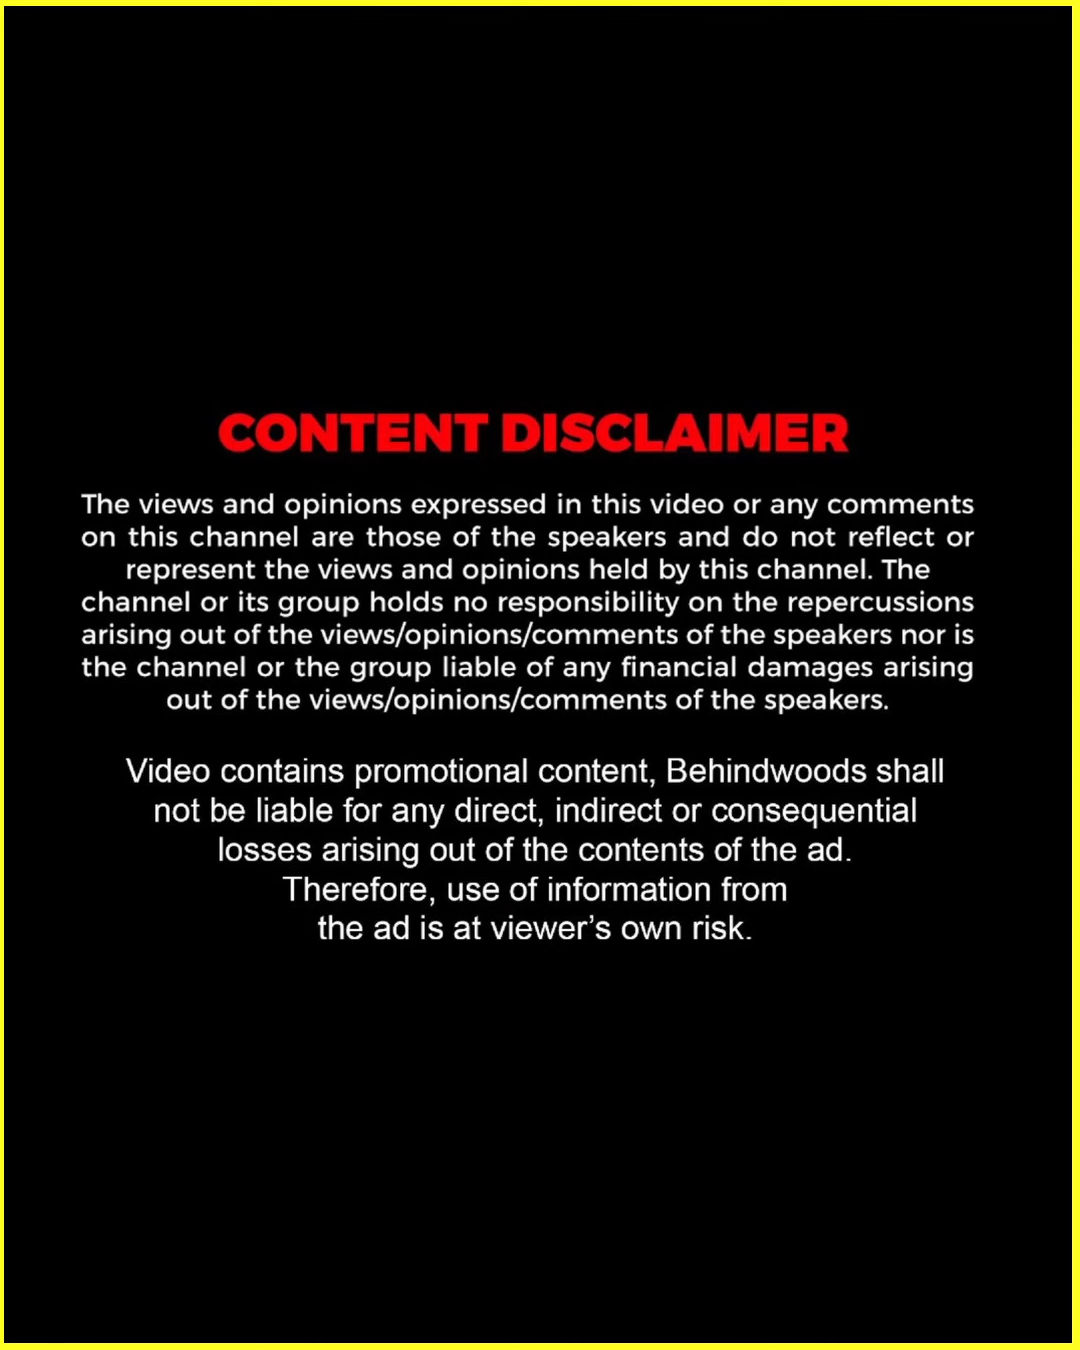 CONTENT DISCLAIMER
The views and opinions expressed in this video or any comments
on this channel are those of the speakers and do not reflect or
represent the views and opinions held by this channel. The
channel or its group holds no responsibility on the repercussions
arising out of the views/opinions/comments of the speakers nor is
the channel or the group liable of any financial damages arising
out of the views/opinions/comments of the speakers.
Video contains promotional content, Behindwoods shall
not be liable for any direct, indirect or consequential
losses arising out of the contents of the ad.
Therefore, use of information from
the ad is at viewer’s own risk.